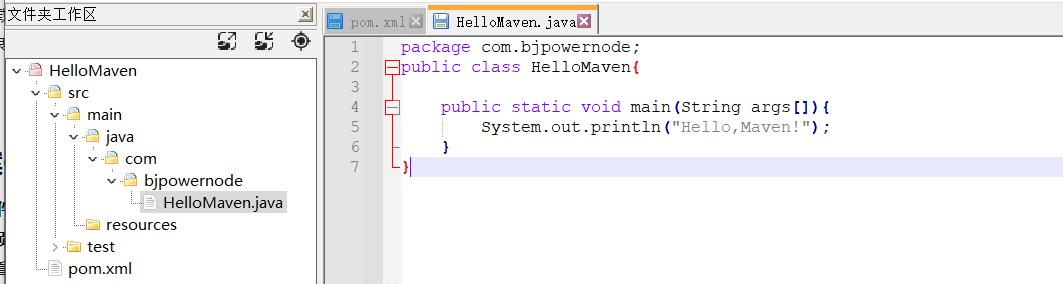 文件夹工作区
HelloMaven
src
main
java
com
bjpowernode
HelloMaven.java
resources
test
pom.xml
pom.xml HelloMaven.java
1 package com.bjpowernode;
2 public class HelloMaven{
3
4 public static void main(String args[]){
5 System.out.println("Hello,Maven!");
6 }
7 }